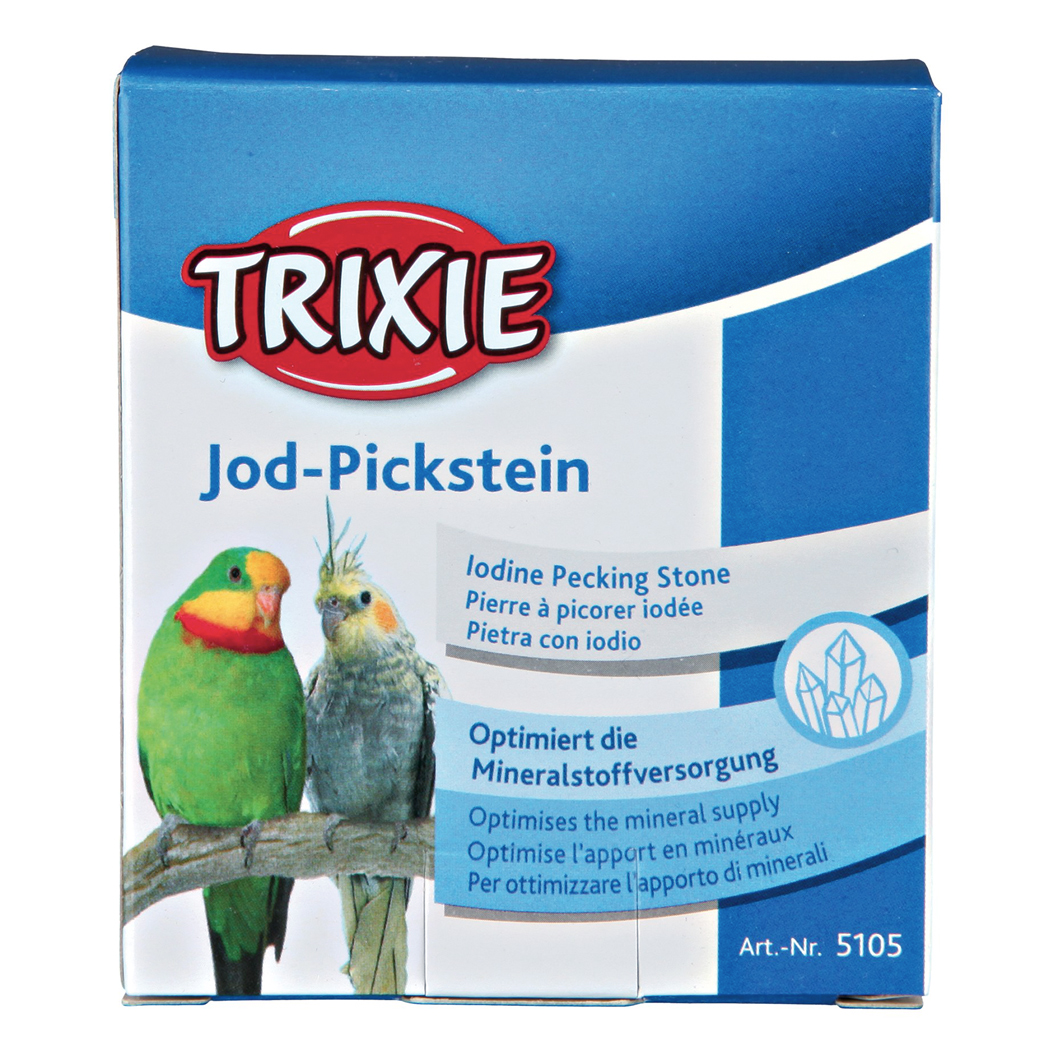 TRIXIE
Jod-Pickstein
Iodine Pecking Stone
Pierre à picorer iodée
Pietra con iodio
Optimiert die
Mineralstoffversorgung
Optimises the mineral supply
Optimise l'apport en minéraux
Per ottimizzare l'apporto di minerali
Art.-Nr. 5105